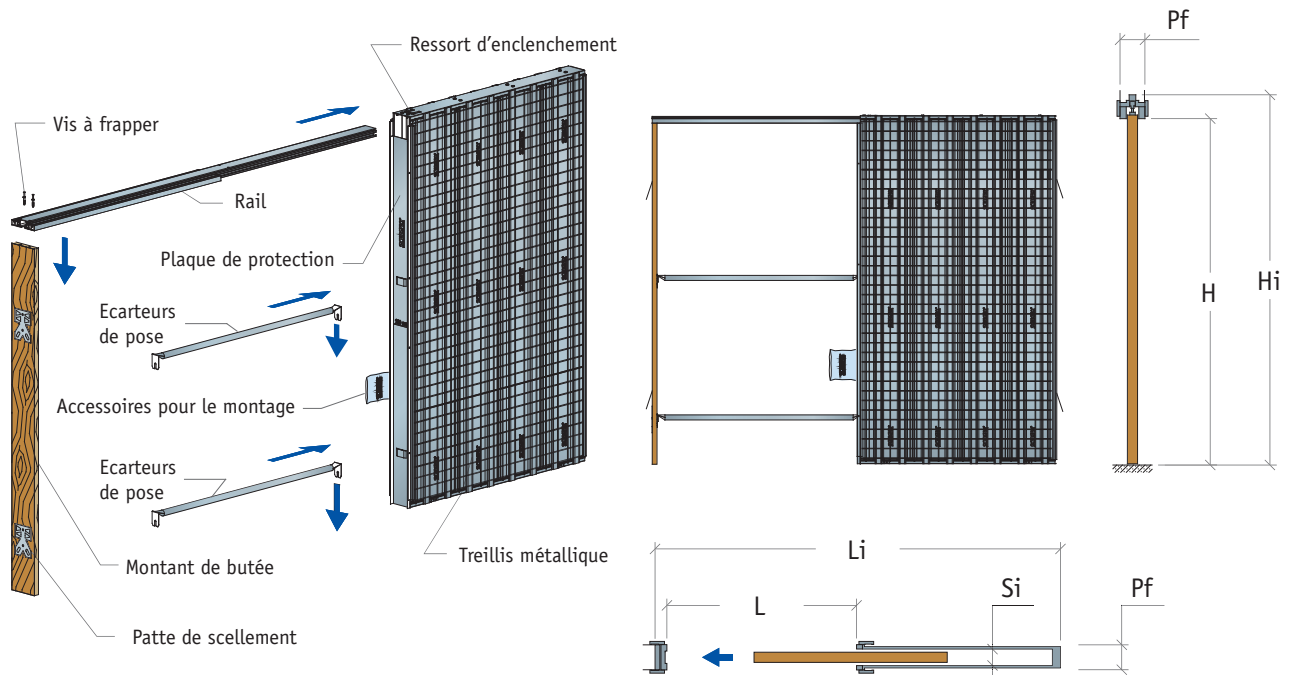 Ressort d'enclenchement
Vis à frapper
Rail
Plaque de protection
Ecarteurs
de pose
Accessoires pour le montage
Ecarteurs
de pose
Treillis métallique
Montant de butée
Patte de scellement
Pf
H
Hi
Li
Si
L
Pf